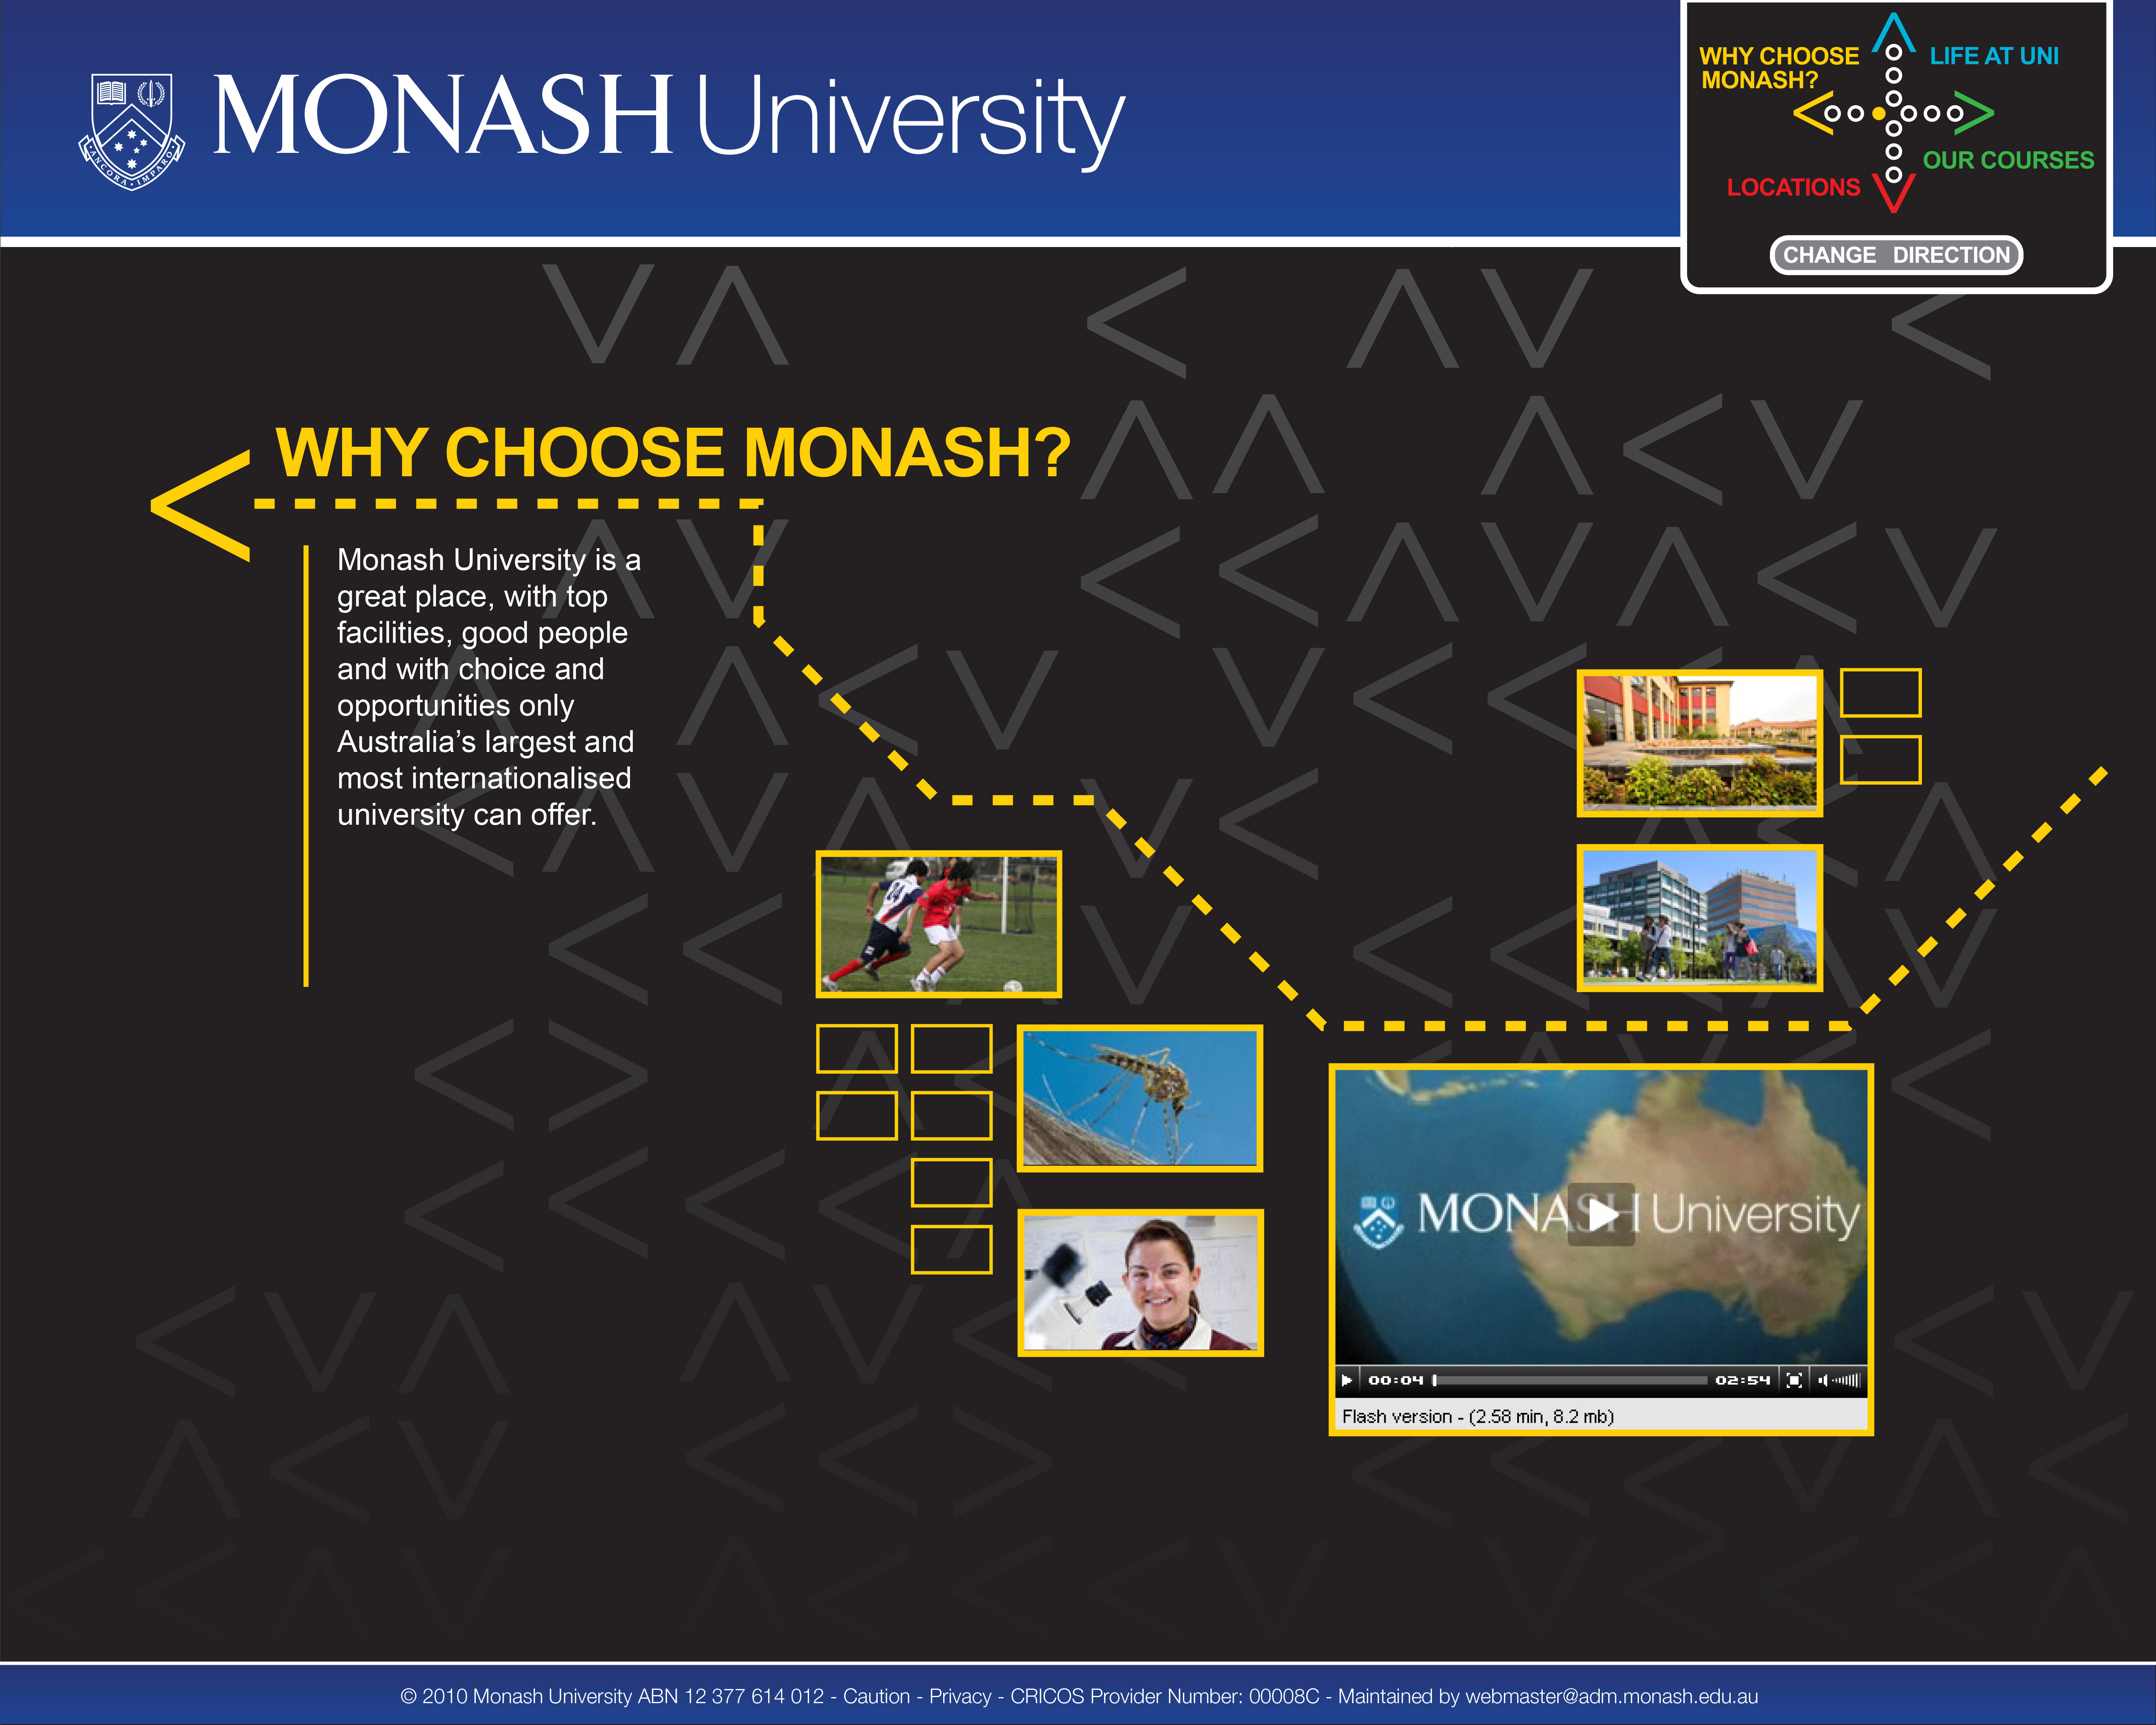 MONASH University
ANCORA IMPARO
WHY CHOOSE
MONASH?
LIFE AT UNI
OUR COURSES
LOCATIONS
CHANGE DIRECTION
WHY CHOOSE MONASH?
Monash University is a
great place, with top
facilities, good people
and with choice and
opportunities only
Australia’s largest and
most internationalised
university can offer.
24
MONASH University
00:04
02:54
Flash version - (2.58 min, 8.2 mb)
© 2010 Monash University ABN 12 377 614 012 - Caution - Privacy - CRICOS Provider Number: 00008C - Maintained by webmaster@adm.monash.edu.au